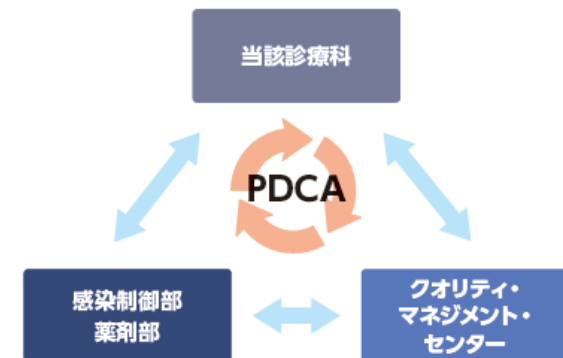 当該診療科
PDCA
感染制御部
薬剤部
クオリティ・
マネジメント・
センター